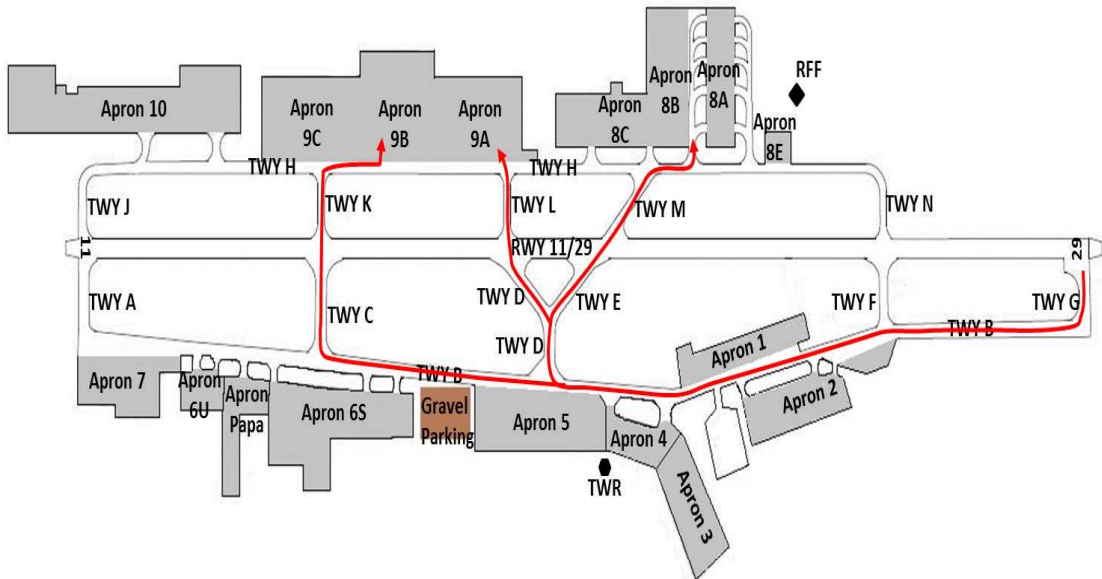 RFF
Apron
8B
Apron
8A
Apron 10
Apron
9C
Apron
9B
Apron
9A
Apron
8C
Apron
8E
TWY H
TWY H
TWY J
TWY K
TWY L
TWY M
TWY N
11
RWY 11/29
29
TWY A
TWY C
TWY D
TWY E
TWY F
TWY G
TWY B
TWY D
Apron 1
TWY B
Apron 7
Apron
6U
Apron
Papa
Apron 6S
Gravel
Parking
Apron 5
Apron 4
Apron 2
Apron 3
TWR